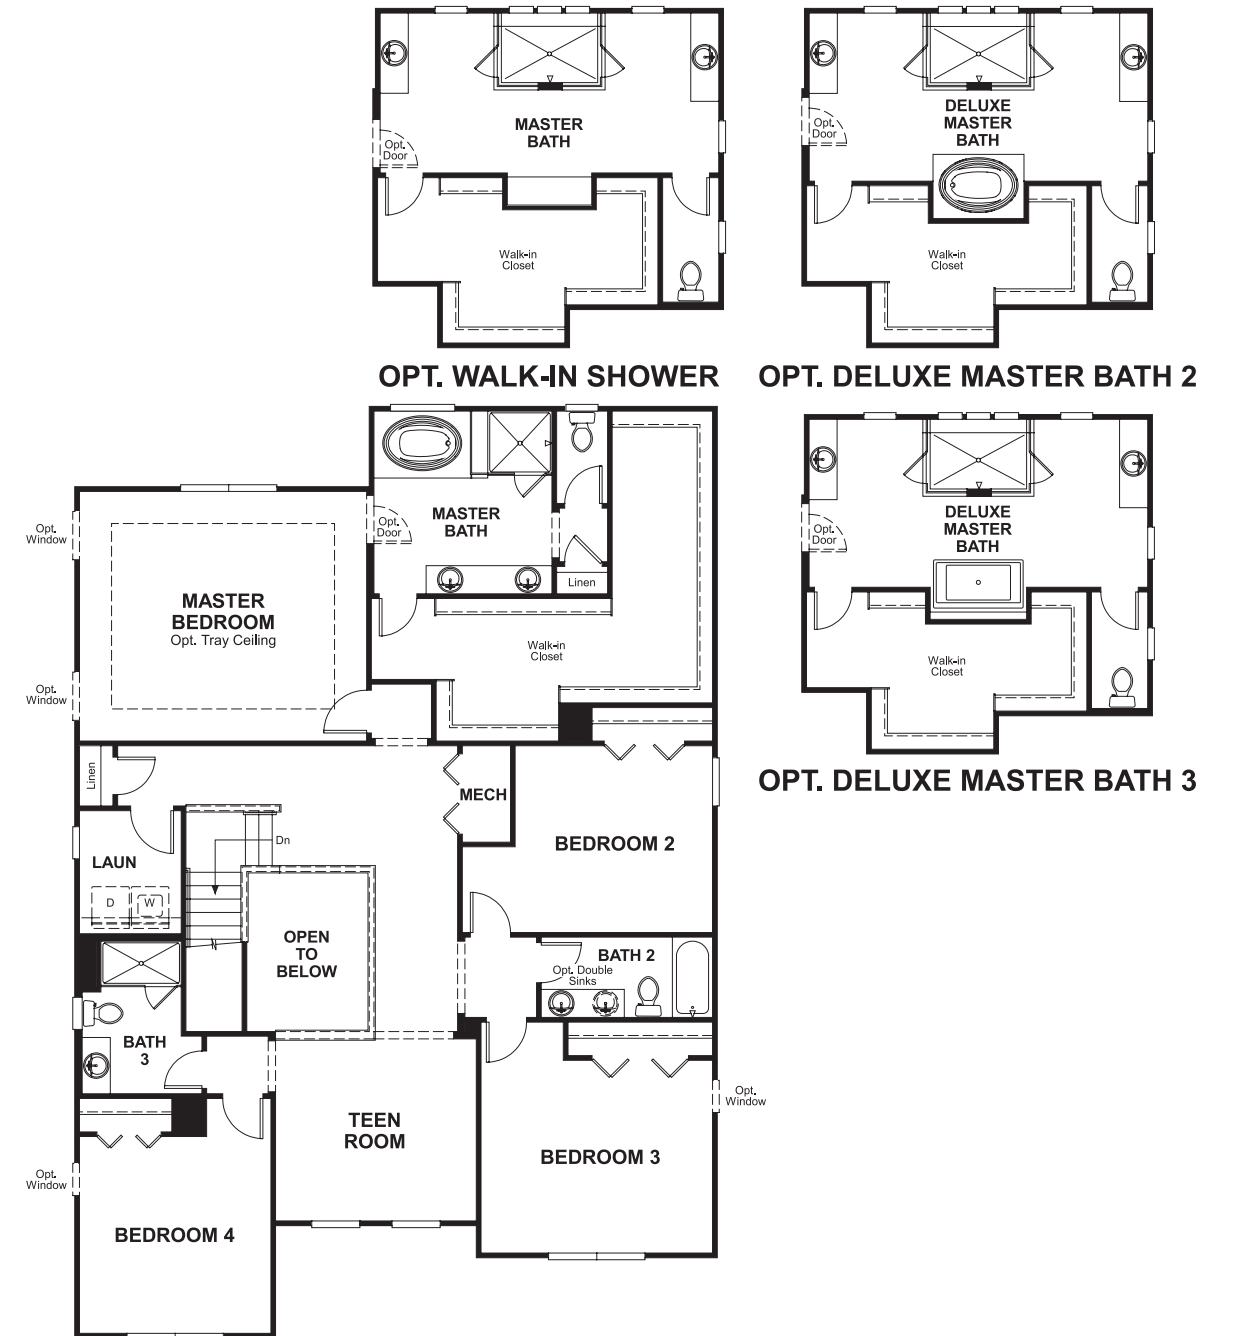 Opt.
Door
MASTER
BATH
Walk-in
Closet
OPT. WALK-IN SHOWER
Opt.
Door
DELUXE
MASTER
BATH
Walk-in
Closet
OPT. DELUXE MASTER BATH 2
Opt.
Door
DELUXE
MASTER
BATH
Walk-in
Closet
OPT. DELUXE MASTER BATH 3
Opt.
Window
Opt.
Door
MASTER
BATH
Linen
MASTER
BEDROOM
Opt. Tray Ceiling
Walk-in
Closet
Opt.
Window
Linen
MECH
BEDROOM 2
Dn
LAUN
D
W
OPEN
TO
BELOW
BATH 2
Opt. Double
Sinks
BATH
3
Opt.
Window
TEEN
ROOM
BEDROOM 3
Opt.
Window
BEDROOM 4